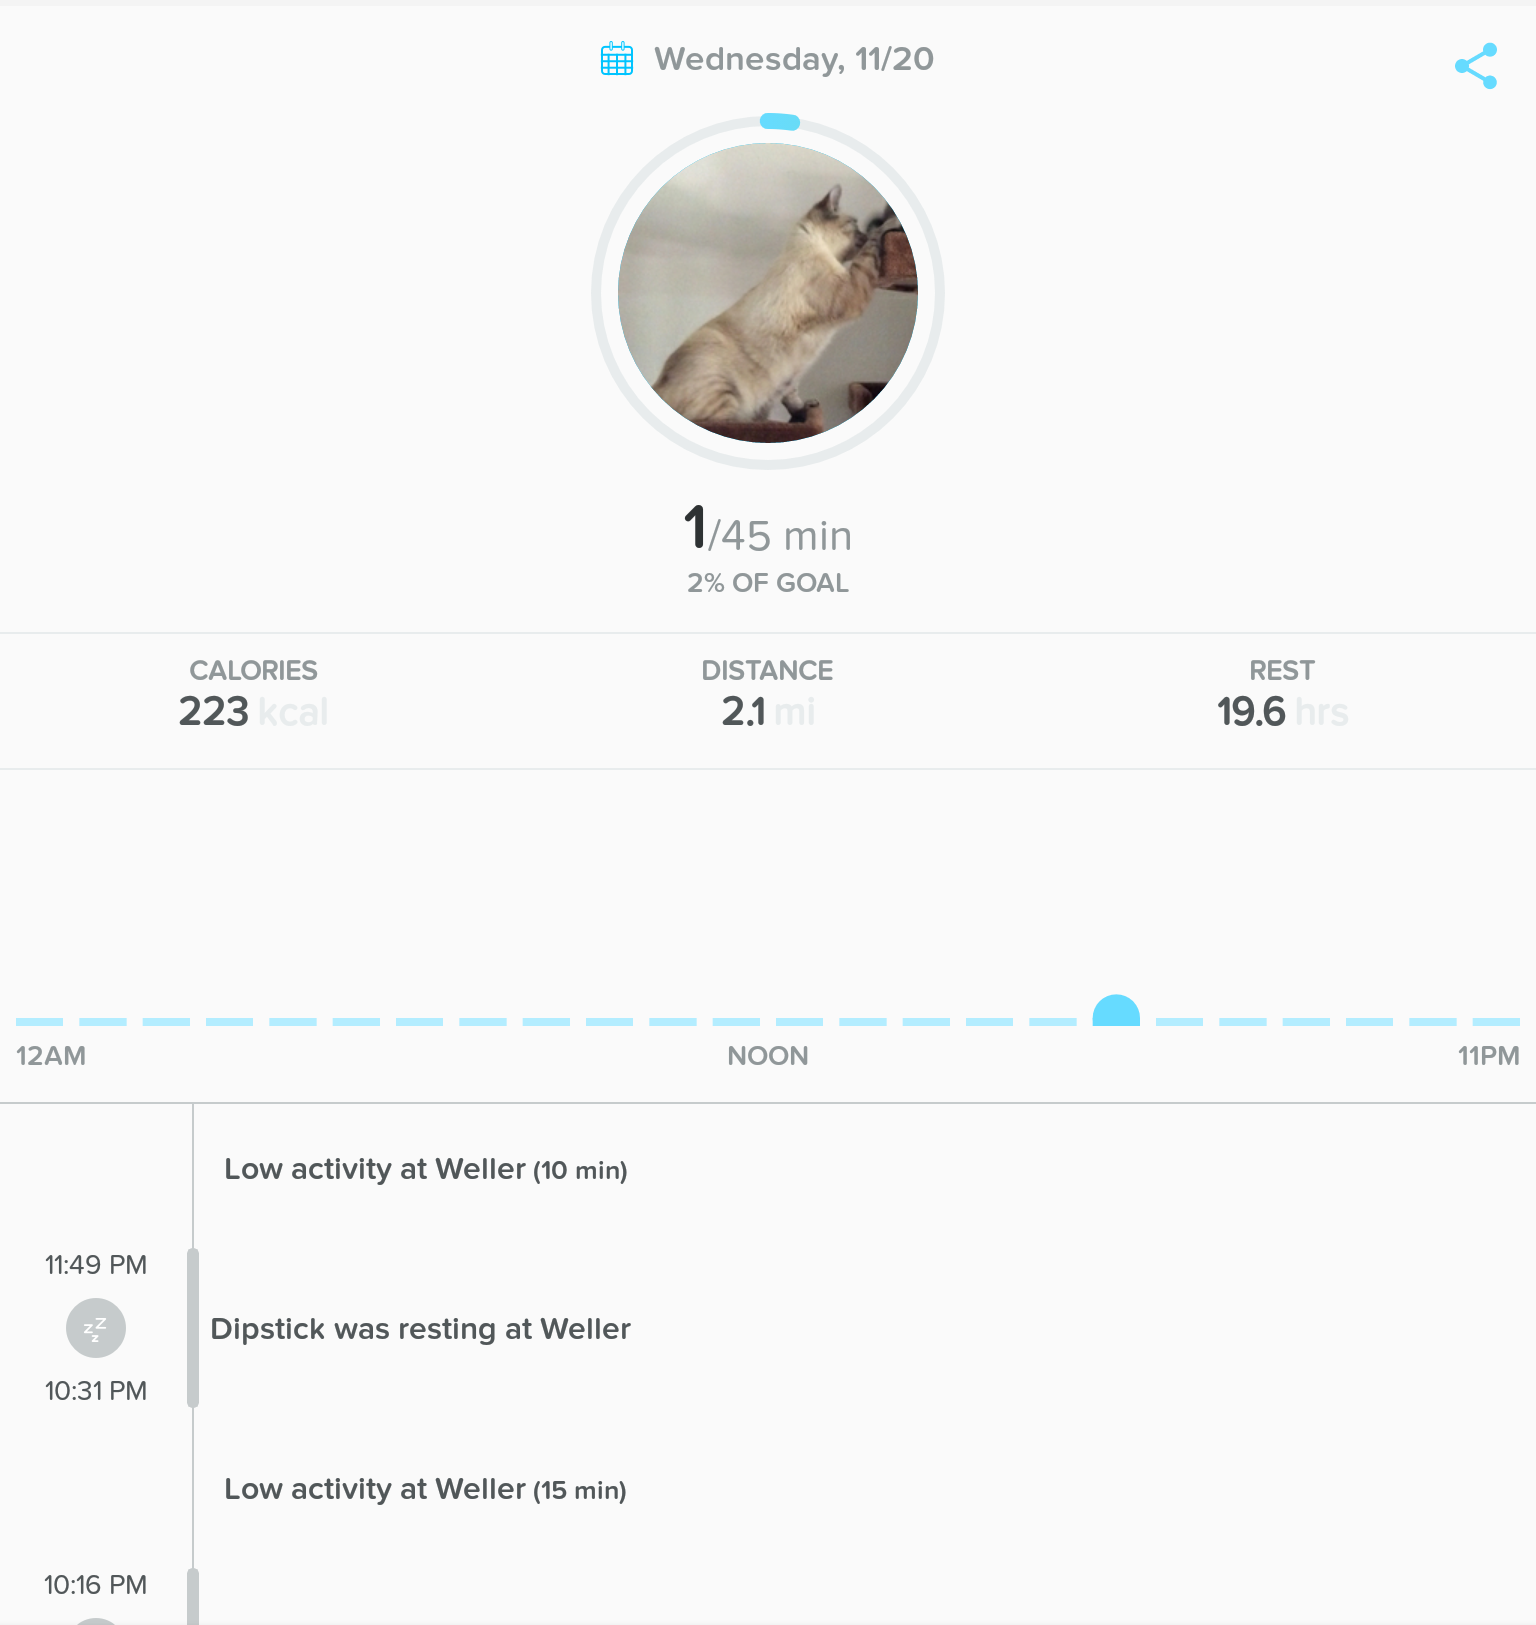 Wednesday, 11/20
1/45 min
2% OF GOAL
CALORIES
223 kcal
DISTANCE
2.1 mi
REST
19.6 hrs
12AM
NOON
11PM
Low activity at Weller (10 min)
11:49 PM
zZz
Dipstick was resting at Weller
10:31 PM
Low activity at Weller (15 min)
10:16 PM